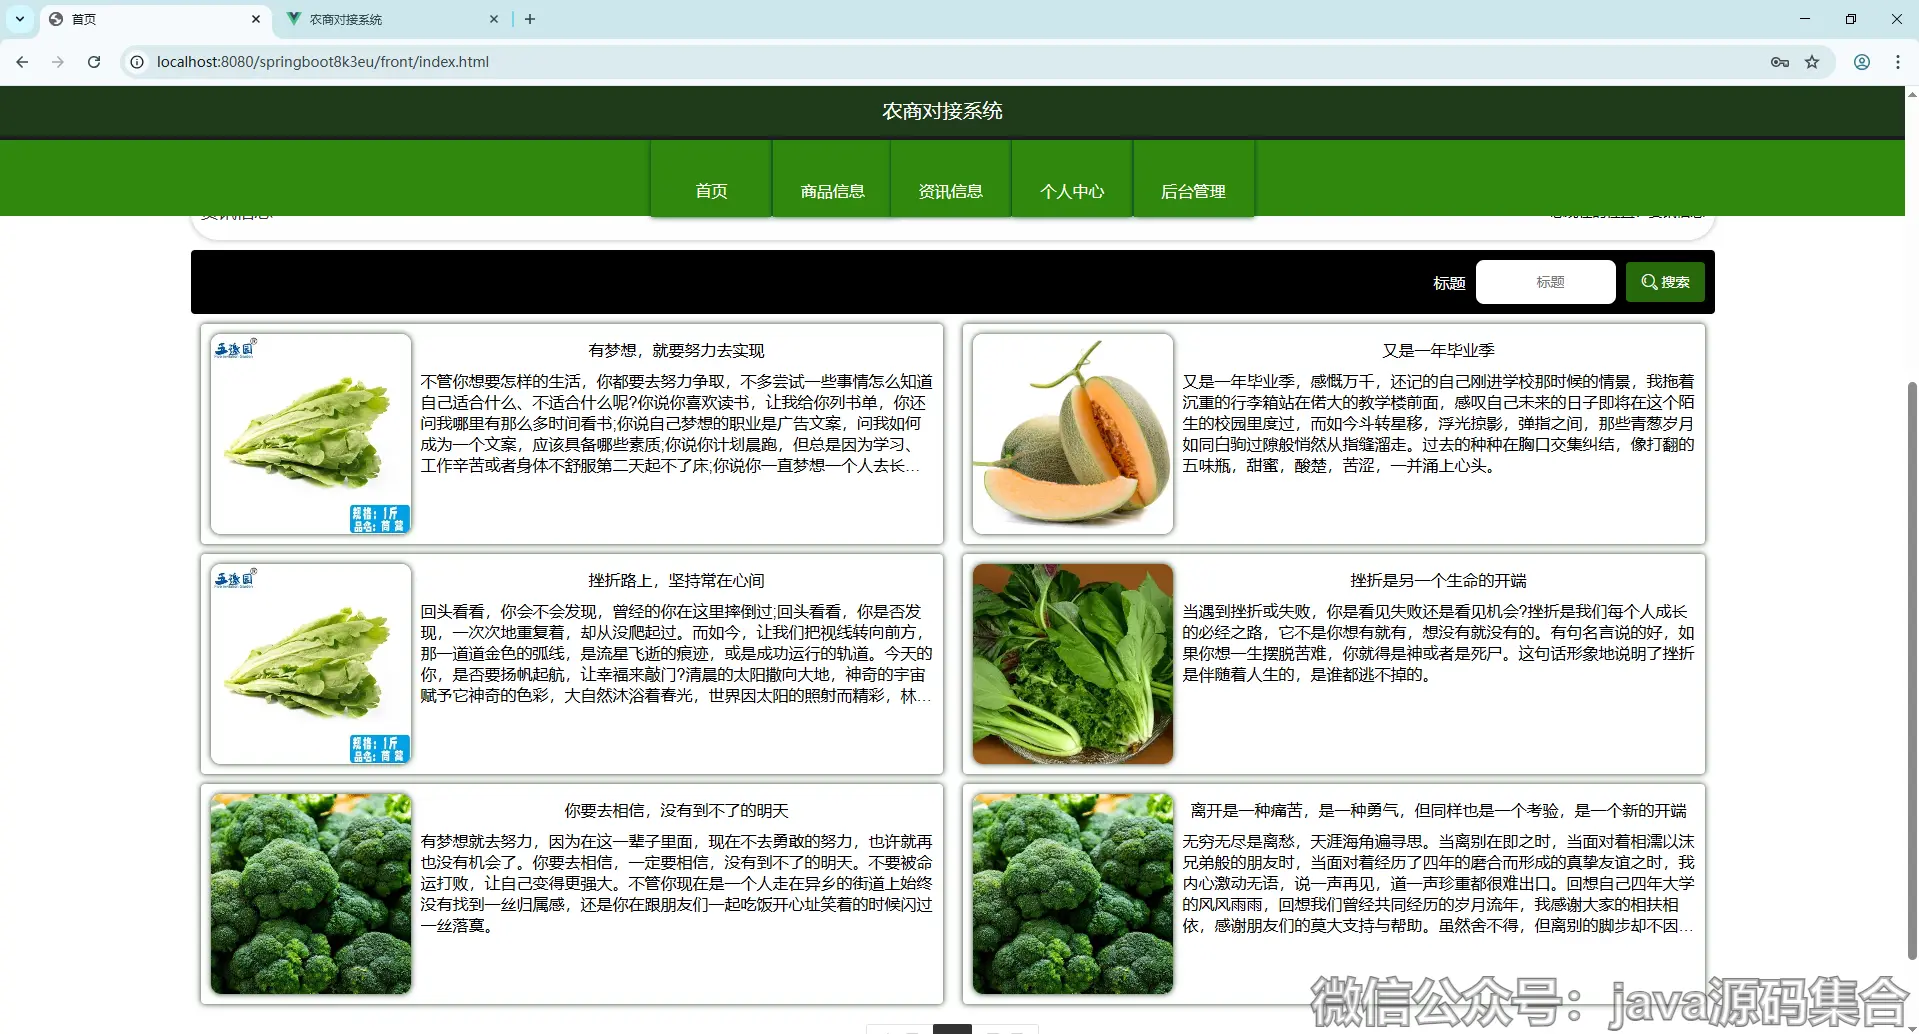 首页
农商对接系统
localhost:8080/springboot8k3eu/front/index.html
农商对接系统
首页
商品信息
资讯信息
个人中心
后台管理
标题
标题
搜索
有梦想，就要努力去实现
不管你想要怎样的生活，你都要去努力争取，不多尝试一些事情怎么知道
自己适合什么、不适合什么呢?你说你喜欢读书，让我给你列书单，你还
问我哪里有那么多时间看书;你说自己梦想的职业是广告文案，问我如何
成为一个文案，应该具备哪些素质;你说你计划晨跑，但总是因为学习、
工作辛苦或者身体不舒服第二天起不了床;你说你一直梦想一个人去长...
规格：1斤
品名：茼蒿
又是一年毕业季
又是一年毕业季，感慨万千，还记的自己刚进学校那时候的情景，我拖着
沉重的行李箱站在偌大的教学楼前面，感叹自己未来的日子即将在这个陌
生的校园里度过，而如今斗转星移，浮光掠影，弹指之间，那些青葱岁月
如同白驹过隙般悄然从指缝溜走。过去的种种在胸口交集纠结，像打翻的
五味瓶，甜蜜，酸楚，苦涩，一并涌上心头。
挫折路上，坚持常在心间
回头看看，你会不会发现，曾经的你在这里摔倒过;回头看看，你是否发
现，一次次地重复着，却从没爬起过。而如今，让我们把视线转向前方，
那一道道金色的弧线，是流星飞逝的痕迹，或是成功运行的轨道。今天的
你，是否要扬帆起航，让幸福来敲门?清晨的太阳撒向大地，神奇的宇宙
赋予它神奇的色彩，大自然沐浴着春光，世界因太阳的照射而精彩，林...
规格：1斤
品名：茼蒿
挫折是另一个生命的开端
当遇到挫折或失败，你是看见失败还是看见机会?挫折是我们每个人成长
的必经之路，它不是你想有就有，想没有就没有的。有句名言说的好，如
果你想一生摆脱苦难，你就得是神或者是死尸。这句话形象地说明了挫折
是伴随着人生的，是谁都逃不掉的。
你要去相信，没有到不了的明天
有梦想就去努力，因为在这一辈子里面，现在不去勇敢的努力，也许就再
也没有机会了。你要去相信，一定要相信，没有到不了的明天。不要被命
运打败，让自己变得更强大。不管你现在是一个人走在异乡的街道上始终
没有找到一丝归属感，还是你在跟朋友们一起吃饭开心址笑着的时候闪过
一丝落寞。
离开是一种痛苦，是一种勇气，但同样也是一个考验，是一个新的开端
无穷无尽是离愁，天涯海角遍寻思。当离别在即之时，当面对着相濡以沫
兄弟般的朋友时，当面对着经历了四年的磨合而形成的真挚友谊之时，我
内心激动无语，说一声再见，道一声珍重都很难出口。回想自己四年大学
的风风雨雨，回想我们曾经共同经历的岁月流年，我感谢大家的相扶相
依，感谢朋友们的莫大支持与帮助。虽然舍不得，但离别的脚步却不因...
微信公众号：java源码集合